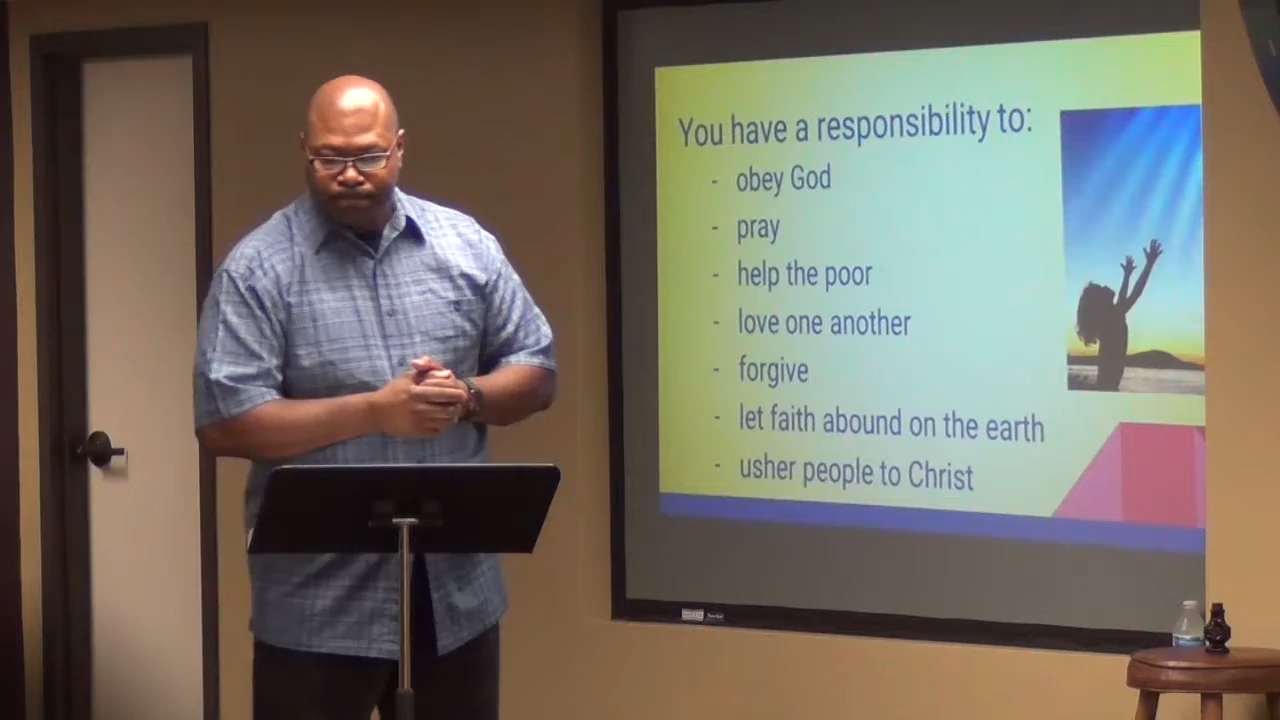 You have a responsibility to:
- obey God
- pray
- help the poor
- love one another
- forgive
- let faith abound on the earth
- usher people to Christ